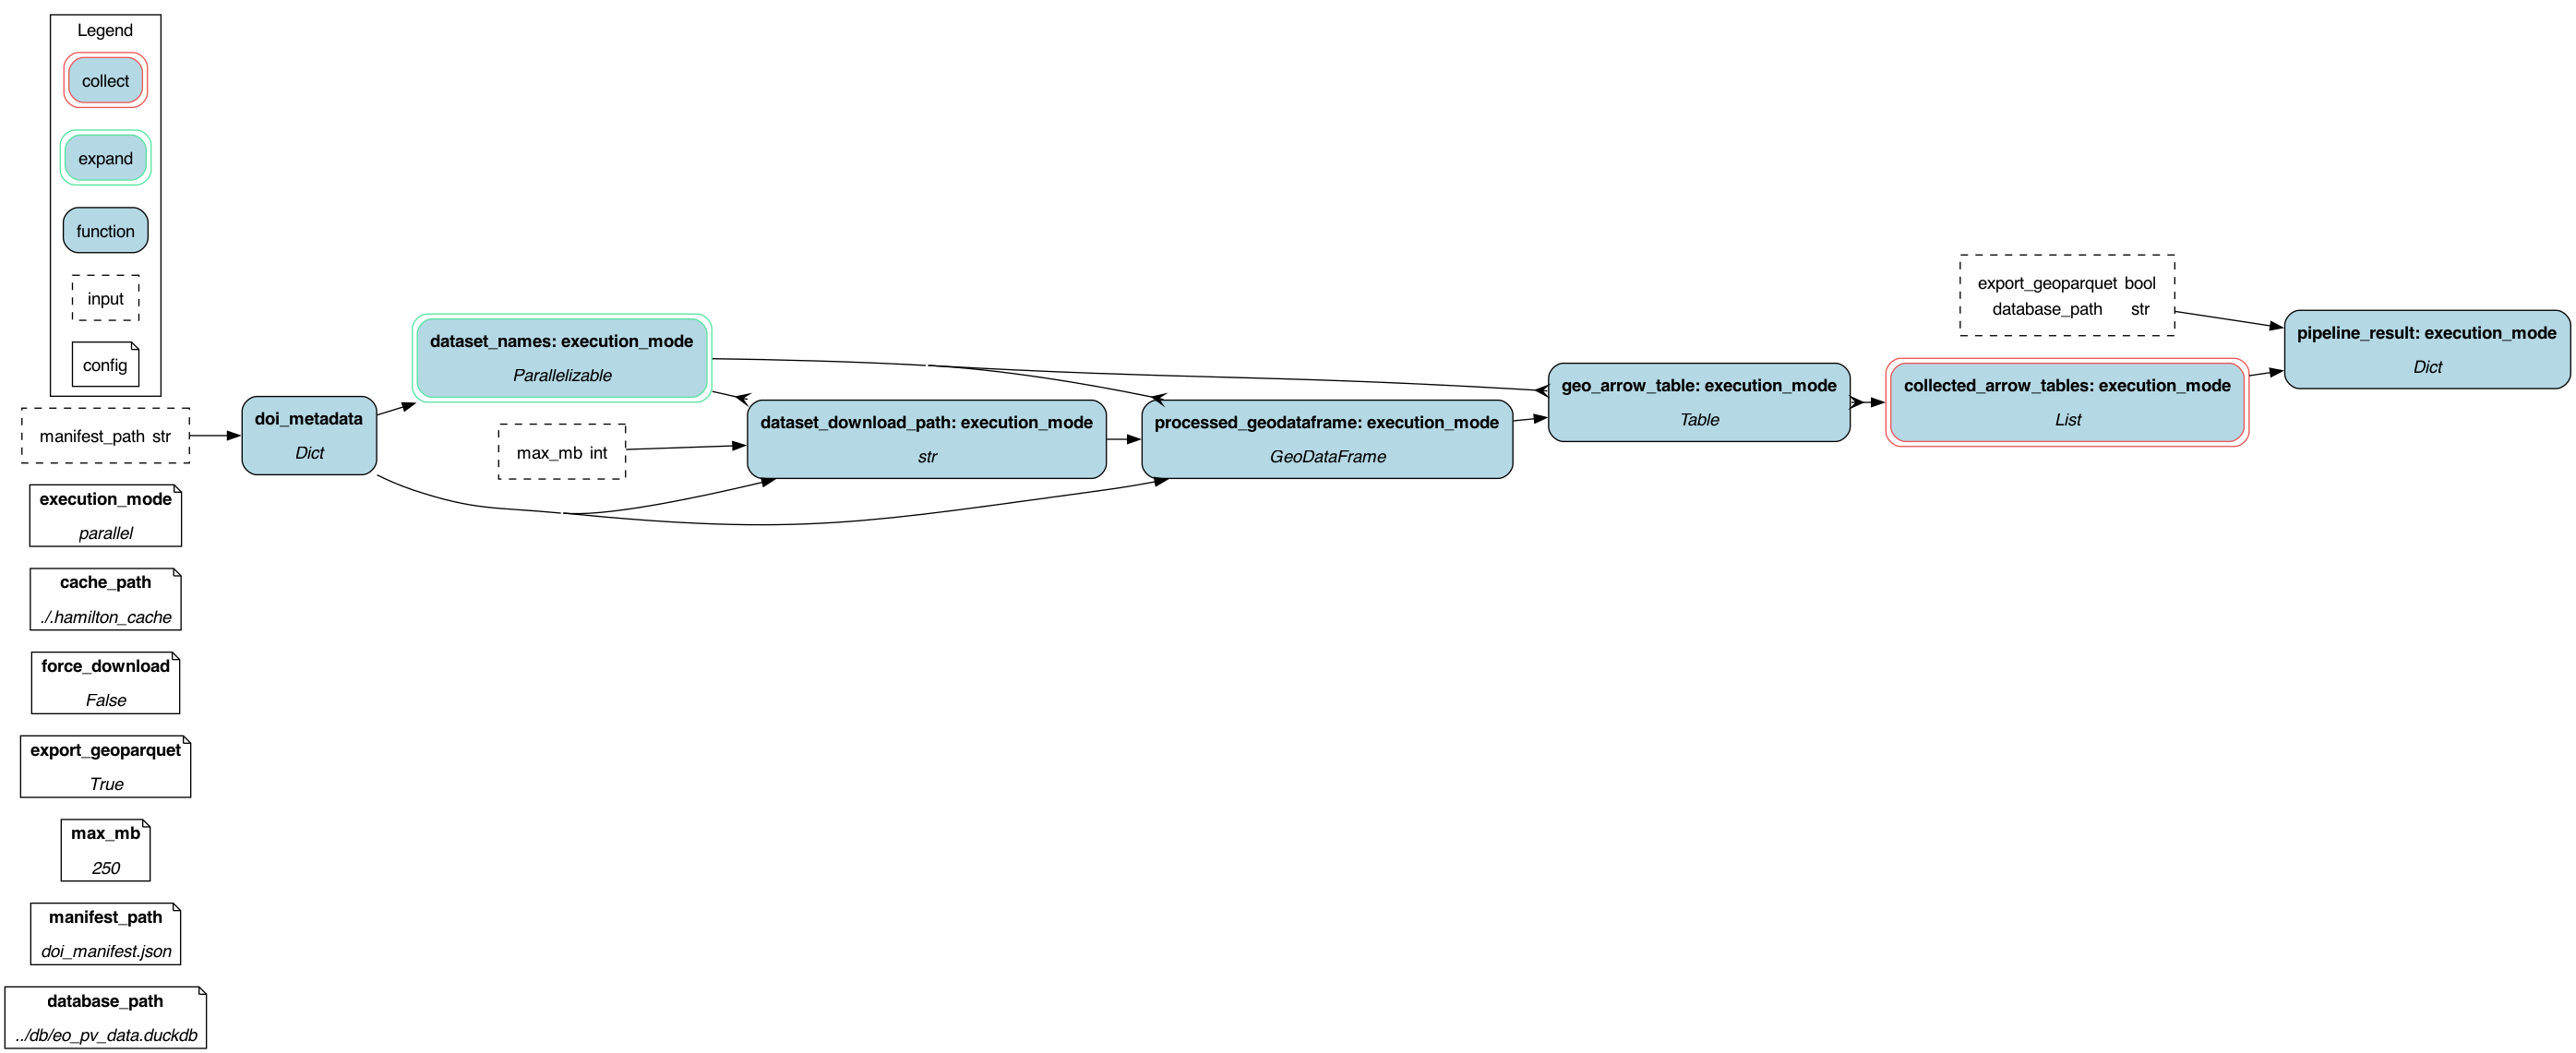 Legend
collect
expand
function
input
config
manifest_path str
execution_mode
parallel
cache_path
./.hamilton_cache
force_download
False
export_geoparquet
True
max_mb
250
manifest_path
doi_manifest.json
database_path
../db/eo_pv_data.duckdb
doi_metadata
Dict
dataset_names: execution_mode
Parallelizable
max_mb int
dataset_download_path: execution_mode
str
processed_geodataframe: execution_mode
GeoDataFrame
geo_arrow_table: execution_mode
Table
collected_arrow_tables: execution_mode
List
export_geoparquet bool
database_path str
pipeline_result: execution_mode
Dict